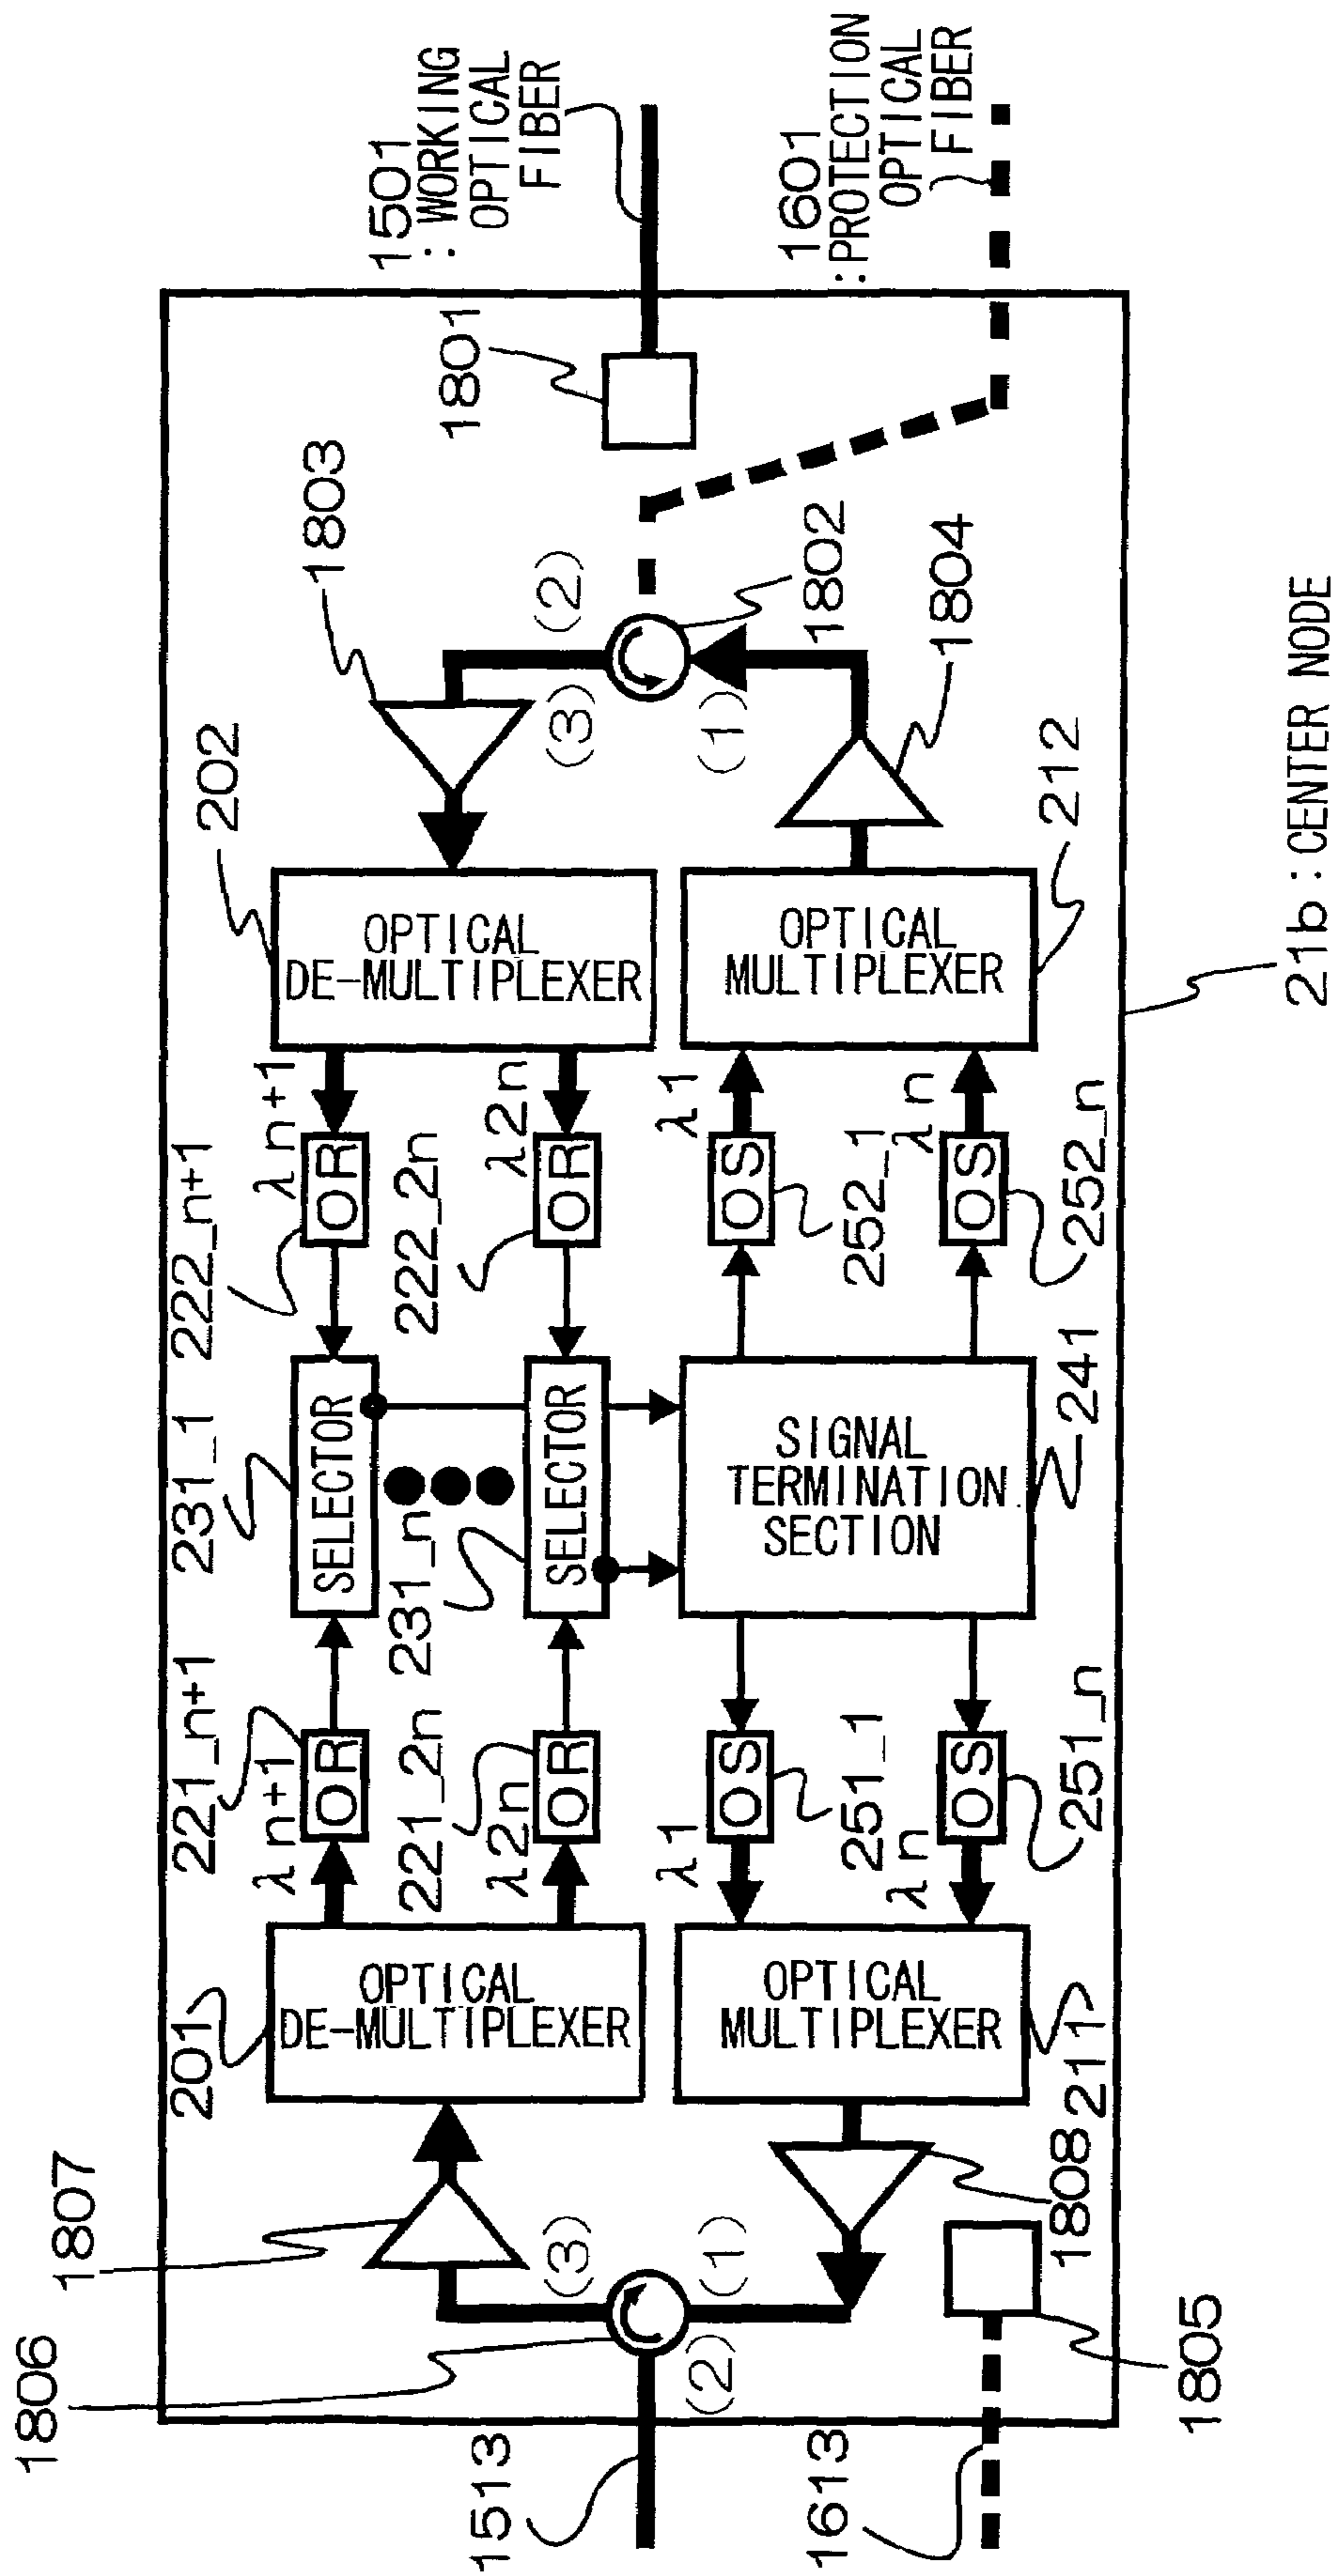 1501
:WORKING
OPTICAL
FIBER
1601
:PROTECTION
OPTICAL
FIBER
1801
1803
(2)
(3)
(1)
1802
1804
202
OPTICAL
DE-MULTIPLEXER
OPTICAL
MULTIPLEXER
212
222_n+1
λn+1
OR
222_2n
λ2n
OR
λ1
OS
252_1
λn
OS
252_n
231_1
SELECTOR
231_n
SELECTOR
SIGNAL
TERMINATION
SECTION
241
221_n+1
λn+1
OR
221_2n
λ2n
OR
λ1
OS
251_1
λn
OS
251_n
201
OPTICAL
DE-MULTIPLEXER
OPTICAL
MULTIPLEXER
211
1807
1808
(3)
(1)
(2)
1806
1805
1513
1613
21b:CENTER NODE